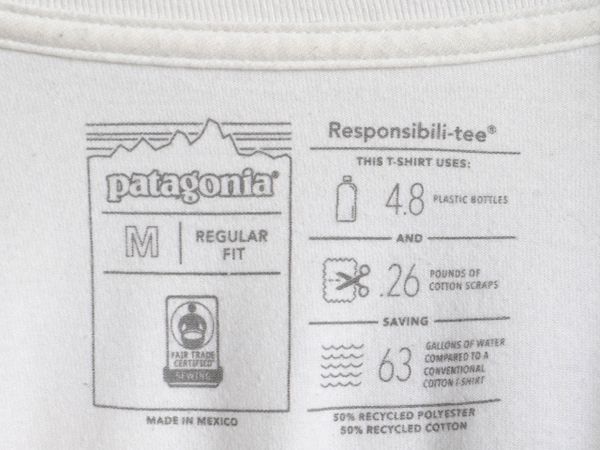 patagonia®
M
REGULAR
FIT
FAIR TRADE
CERTIFIED
SEWING
MADE IN MEXICO
Responsibili-tee®
THIS T-SHIRT USES:
4.8 PLASTIC BOTTLES
AND
.26 POUNDS OF
COTTON SCRAPS
SAVING
63 GALLONS OF WATER
COMPARED TO A
CONVENTIONAL
COTTON T-SHIRT
50% RECYCLED POLYESTER
50% RECYCLED COTTON